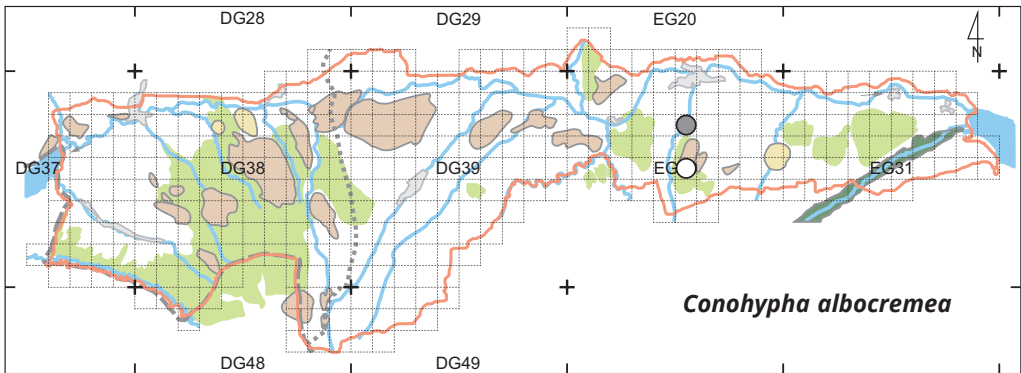 DG28
DG29
EG20
N
DG37
DG38
DG39
EG
EG31
Conohypha albocremea
DG48
DG49